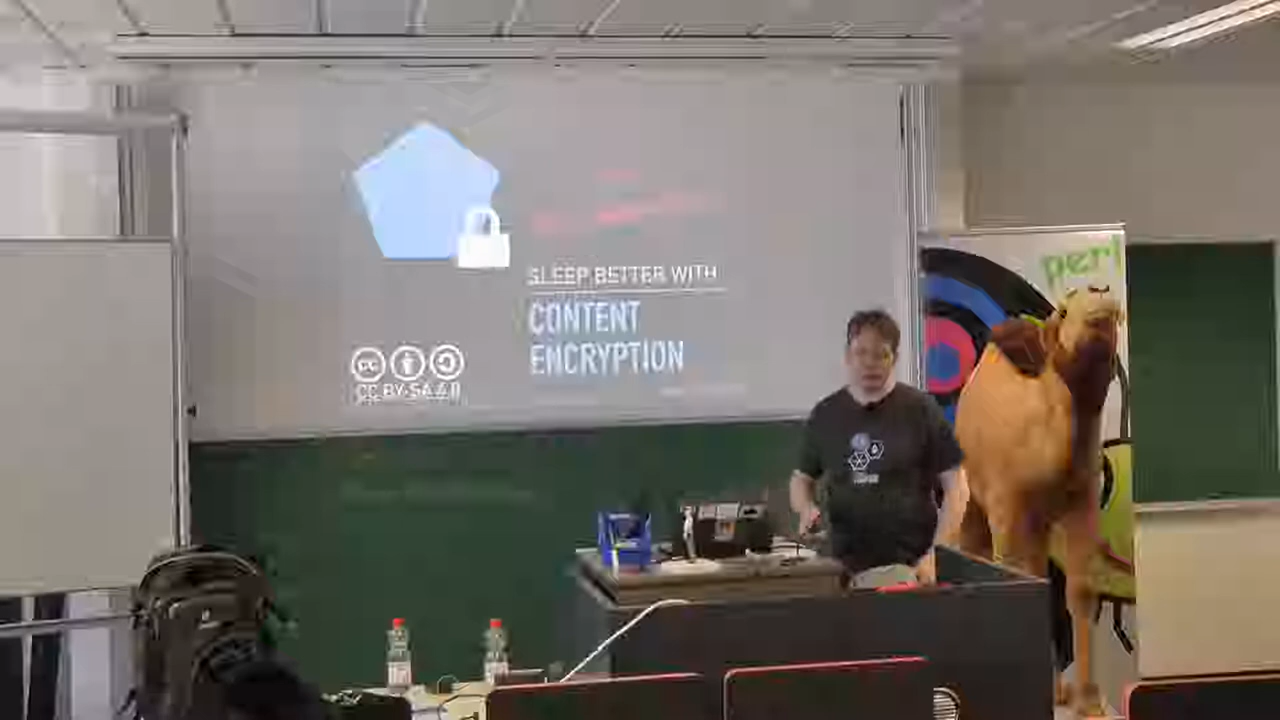 SLEEP BETTER WITH
CONTENT
ENCRYPTION
CC BY-SA 4.0
perl